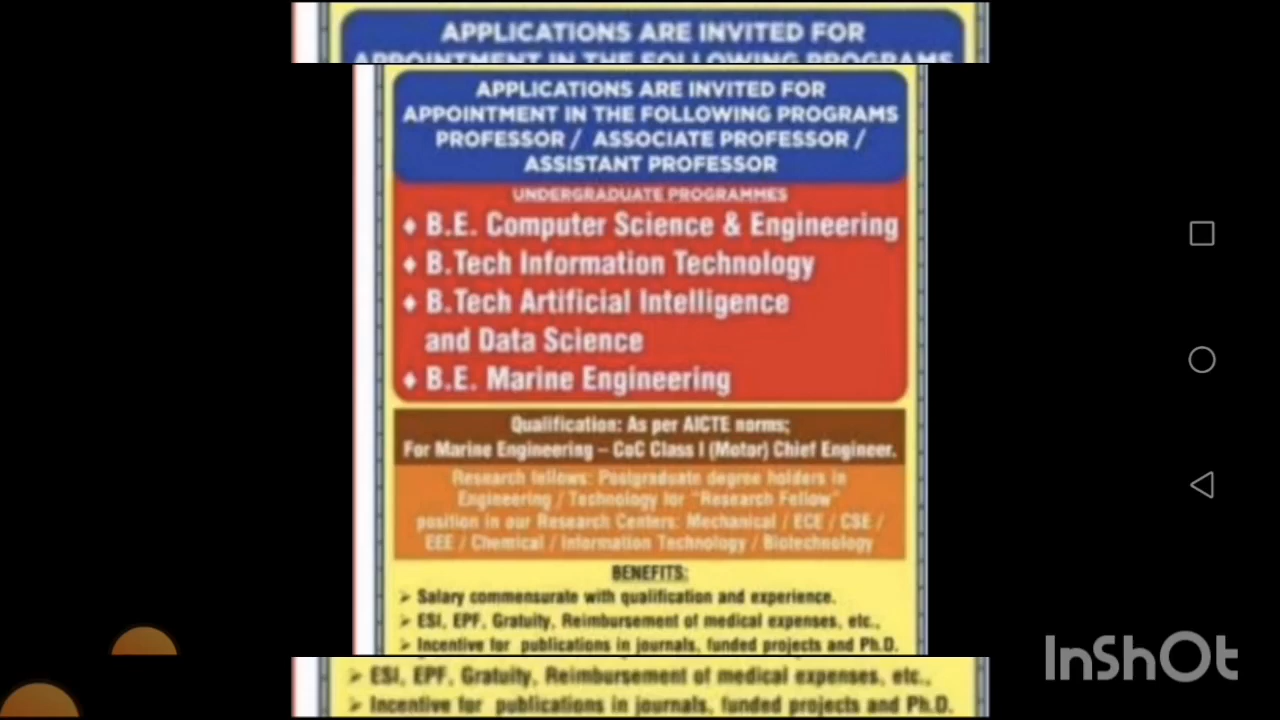 APPLICATIONS ARE INVITED FOR
APPOINTMENT IN THE FOLLOWING PROGRAMS
APPLICATIONS ARE INVITED FOR
APPOINTMENT IN THE FOLLOWING PROGRAMS
PROFESSOR / ASSOCIATE PROFESSOR /
ASSISTANT PROFESSOR
UNDERGRADUATE PROGRAMMES
♦ B.E. Computer Science & Engineering
♦ B.Tech Information Technology
♦ B.Tech Artificial Intelligence
and Data Science
♦ B.E. Marine Engineering
Qualification: As per AICTE norms;
For Marine Engineering – CoC Class I (Motor) Chief Engineer.
Research fellows: Postgraduate degree holders in
Engineering / Technology for "Research Fellow"
position in our Research Centers: Mechanical / ECE / CSE /
EEE / Chemical / Information Technology / Biotechnology
BENEFITS:
➢ Salary commensurate with qualification and experience.
➢ ESI, EPF, Gratuity, Reimbursement of medical expenses, etc.,
➢ Incentive for publications in journals, funded projects and Ph.D.
➢ ESI, EPF, Gratuity, Reimbursement of medical expenses, etc.,
➢ Incentive for publications in journals, funded projects and Ph.D.
InShOt